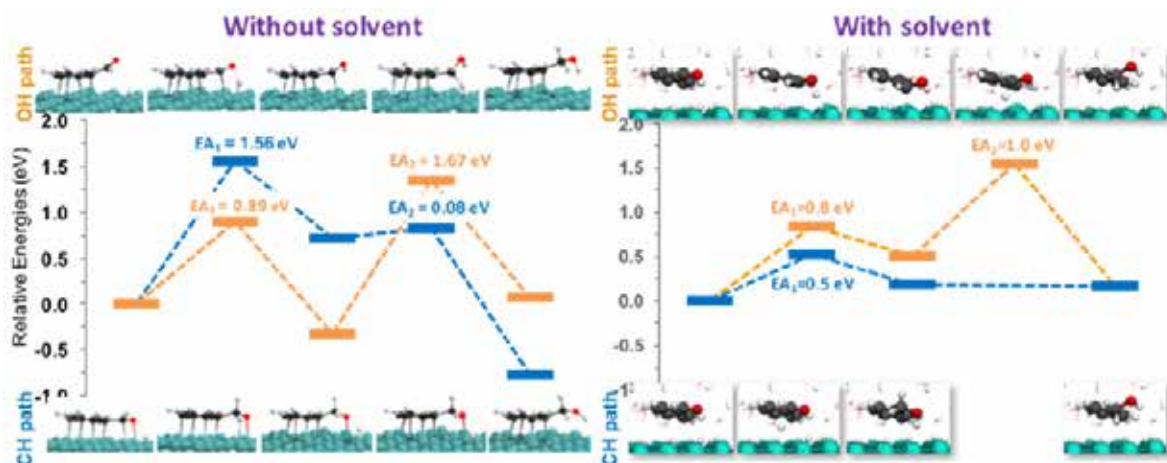 Without solvent
OH path
2.0
1.5
1.0
0.5
0.0
-0.5
-1.0
Relative Energies (eV)
EA₁ = 1.56 eV
EA₁ = 0.89 eV
EA₂ = 1.67 eV
EA₂ = 0.08 eV
CH path
With solvent
OH path
2.0
1.5
1.0
0.5
0.0
-0.5
EA₁=0.8 eV
EA₂=1.0 eV
EA₁=0.5 eV
CH path